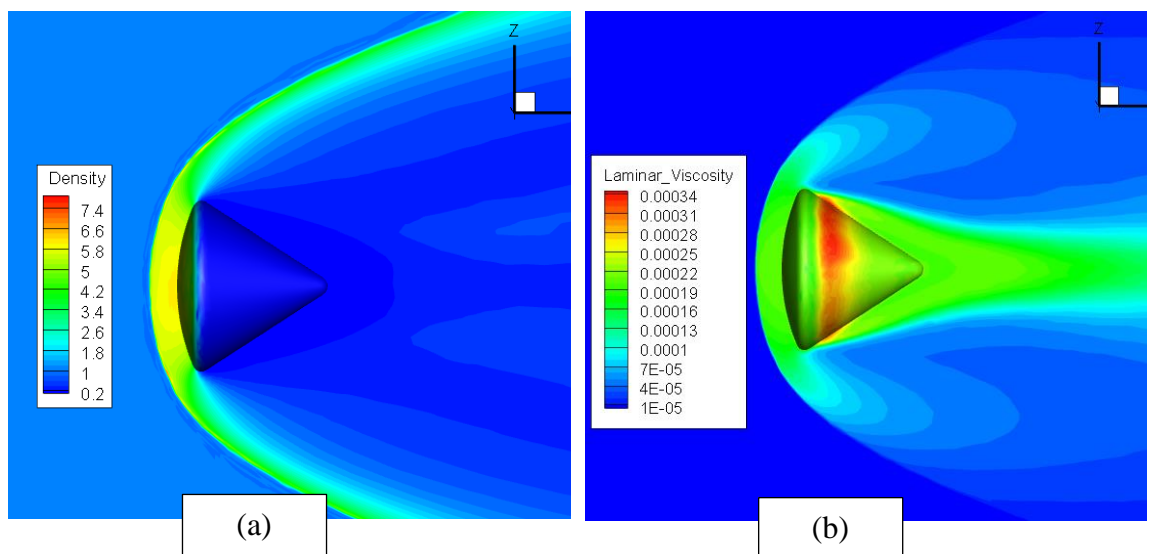 Z
Density
7.4
6.6
5.8
5
4.2
3.4
2.6
1.8
1
0.2
(a)
Z
Laminar_Viscosity
0.00034
0.00031
0.00028
0.00025
0.00022
0.00019
0.00016
0.00013
0.0001
7E-05
4E-05
1E-05
(b)